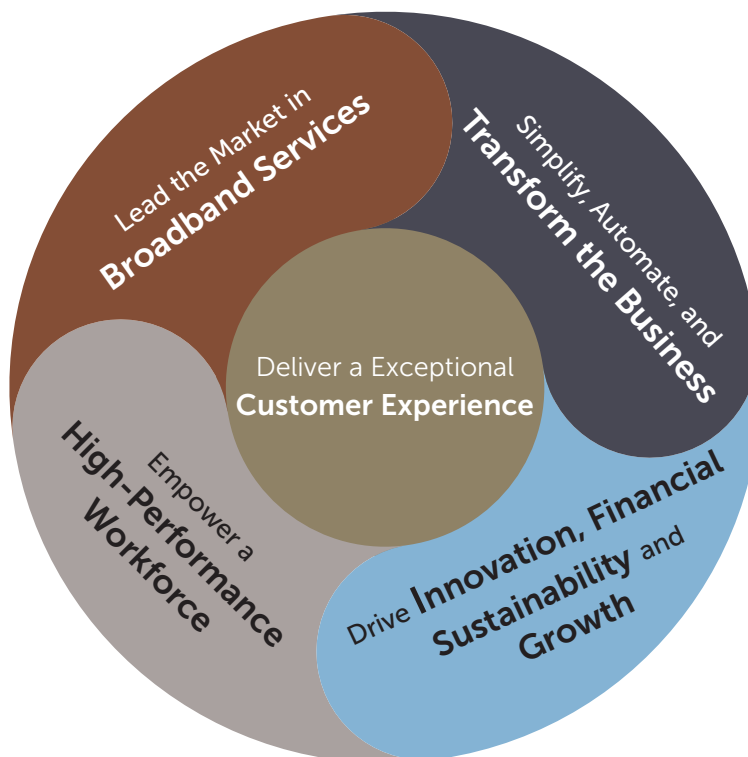 Lead the Market in
Broadband Services
Simplify, Automate, and
Transform the Business
Deliver a Exceptional
Customer Experience
Empower a
High-Performance
Workforce
Drive Innovation, Financial
Sustainability and
Growth